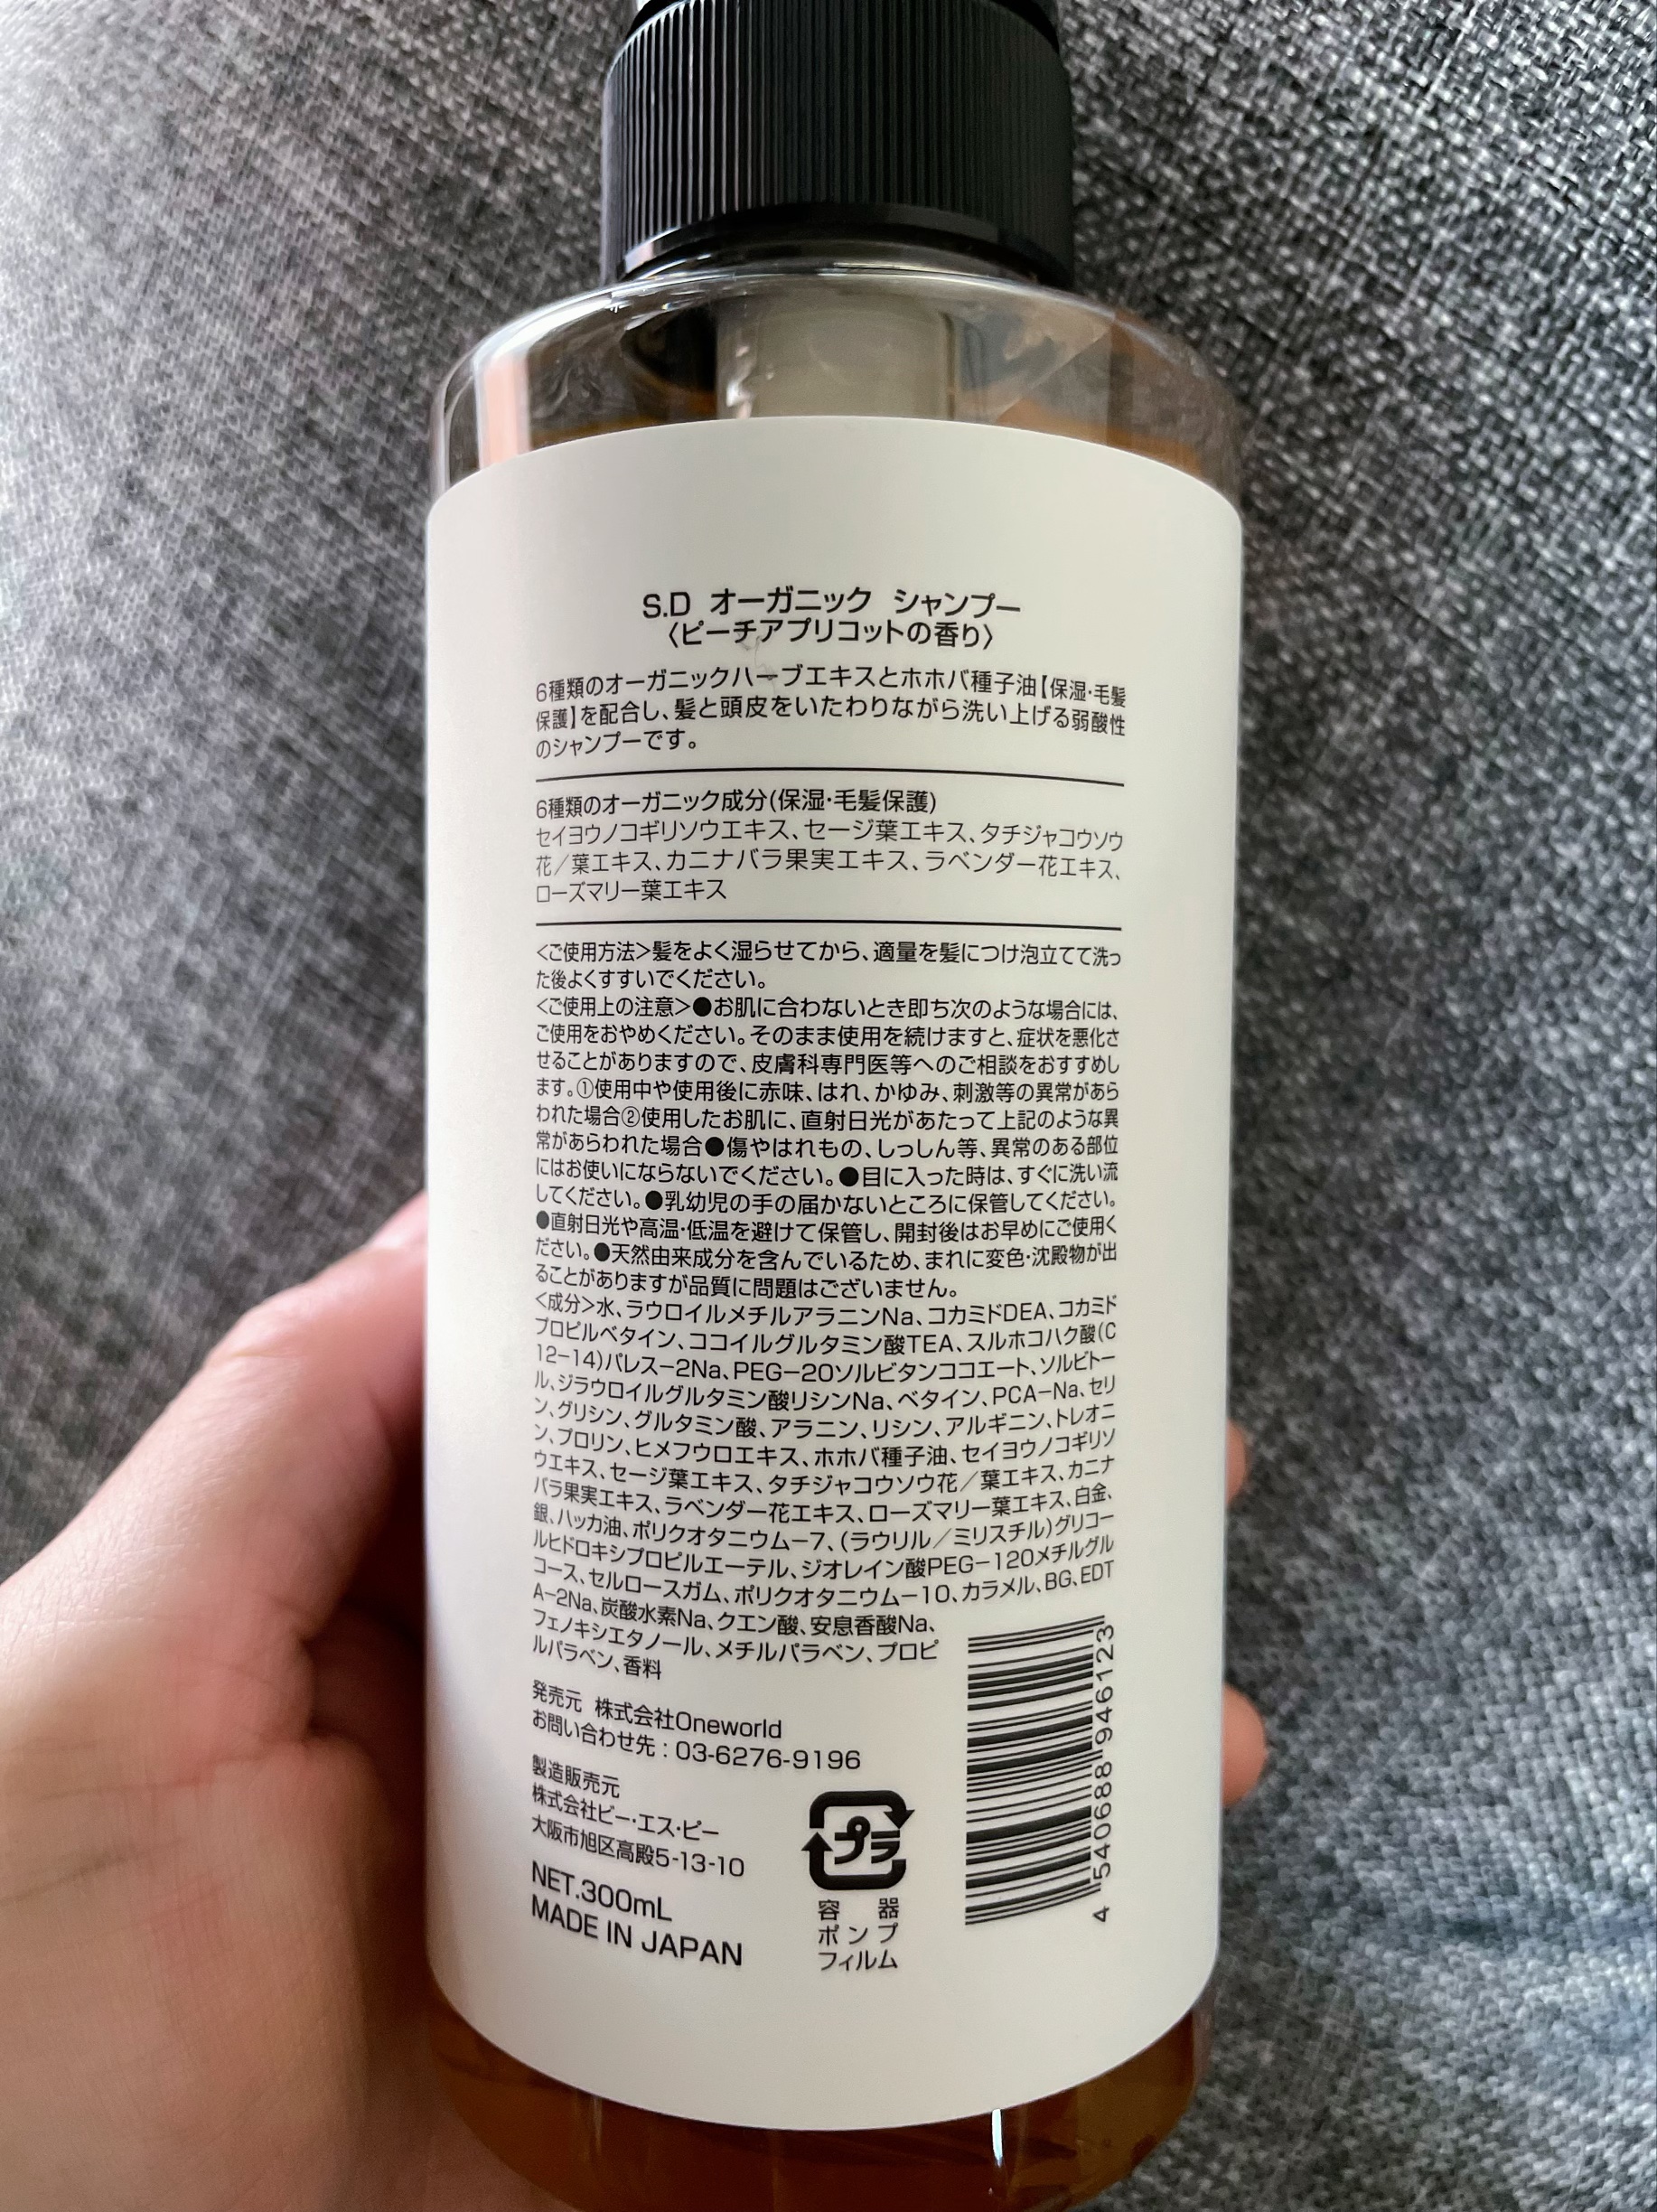 S.D オーガニック シャンプー
〈ピーチアプリコットの香り〉
6種類のオーガニックハーブエキスとホホバ種子油【保湿・毛髪
保護】を配合し、髪と頭皮をいたわりながら洗い上げる弱酸性
のシャンプーです。
6種類のオーガニック成分(保湿・毛髪保護)
セイヨウノコギリソウエキス、セージ葉エキス、タチジャコウソウ
花／葉エキス、カニナバラ果実エキス、ラベンダー花エキス、
ローズマリー葉エキス
<ご使用方法>髪をよく湿らせてから、適量を髪につけ泡立てて洗っ
た後よくすすいでください。
<ご使用上の注意>●お肌に合わないとき即ち次のような場合には、
ご使用をおやめください。そのまま使用を続けますと、症状を悪化さ
せることがありますので、皮膚科専門医等へのご相談をおすすめし
ます。①使用中や使用後に赤味、はれ、かゆみ、刺激等の異常があら
われた場合②使用したお肌に、直射日光があたって上記のような異
常があらわれた場合●傷やはれもの、しっしん等、異常のある部位
にはお使いにならないでください。●目に入った時は、すぐに洗い流
してください。●乳幼児の手の届かないところに保管してください。
●直射日光や高温・低温を避けて保管し、開封後はお早めにご使用く
ださい。●天然由来成分を含んでいるため、まれに変色・沈殿物が出
ることがありますが品質に問題はございません。
<成分>水、ラウロイルメチルアラニンNa、コカミドDEA、コカミド
プロピルベタイン、ココイルグルタミン酸TEA、スルホコハク酸(C
12-14)パレス-2Na、PEG-20ソルビタンココエート、ソルビトー
ル、ジラウロイルグルタミン酸リシンNa、ベタイン、PCA-Na、セリ
ン、グリシン、グルタミン酸、アラニン、リシン、アルギニン、トレオニ
ン、プロリン、ヒメフウロエキス、ホホバ種子油、セイヨウノコギリソ
ウエキス、セージ葉エキス、タチジャコウソウ花／葉エキス、カニナ
バラ果実エキス、ラベンダー花エキス、ローズマリー葉エキス、白金、
銀、ハッカ油、ポリクオタニウム-7、(ラウリル／ミリスチル)グリコー
ルヒドロキシプロピルエーテル、ジオレイン酸PEG-120メチルグル
コース、セルロースガム、ポリクオタニウム-10、カラメル、BG、EDT
A-2Na、炭酸水素Na、クエン酸、安息香酸Na、
フェノキシエタノール、メチルパラベン、プロピ
ルパラベン、香料
発売元 株式会社Oneworld
お問い合わせ先：03-6276-9196
製造販売元
株式会社ビー・エス・ピー
大阪市旭区高殿5-13-10
NET.300mL
MADE IN JAPAN
プラ
容器
ポンプ
フィルム
4 540688 946123